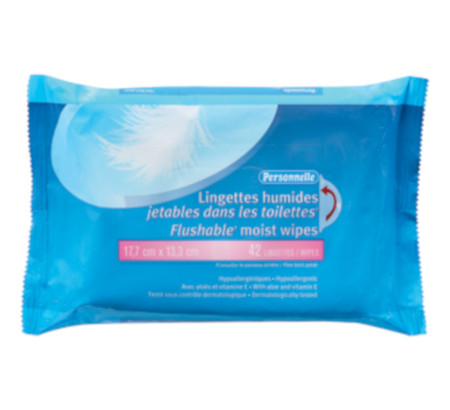 Personnelle
Lingettes humides
jetables dans les toilettes*
Flushable* moist wipes
17,7 cm x 13,3 cm 42 LINGETTES / WIPES
Hypoallergéniques • Hypoallergenic
Avec aloès et vitamine E • With aloe and vitamin E
Testé sous contrôle dermatologique • Dermatologically tested